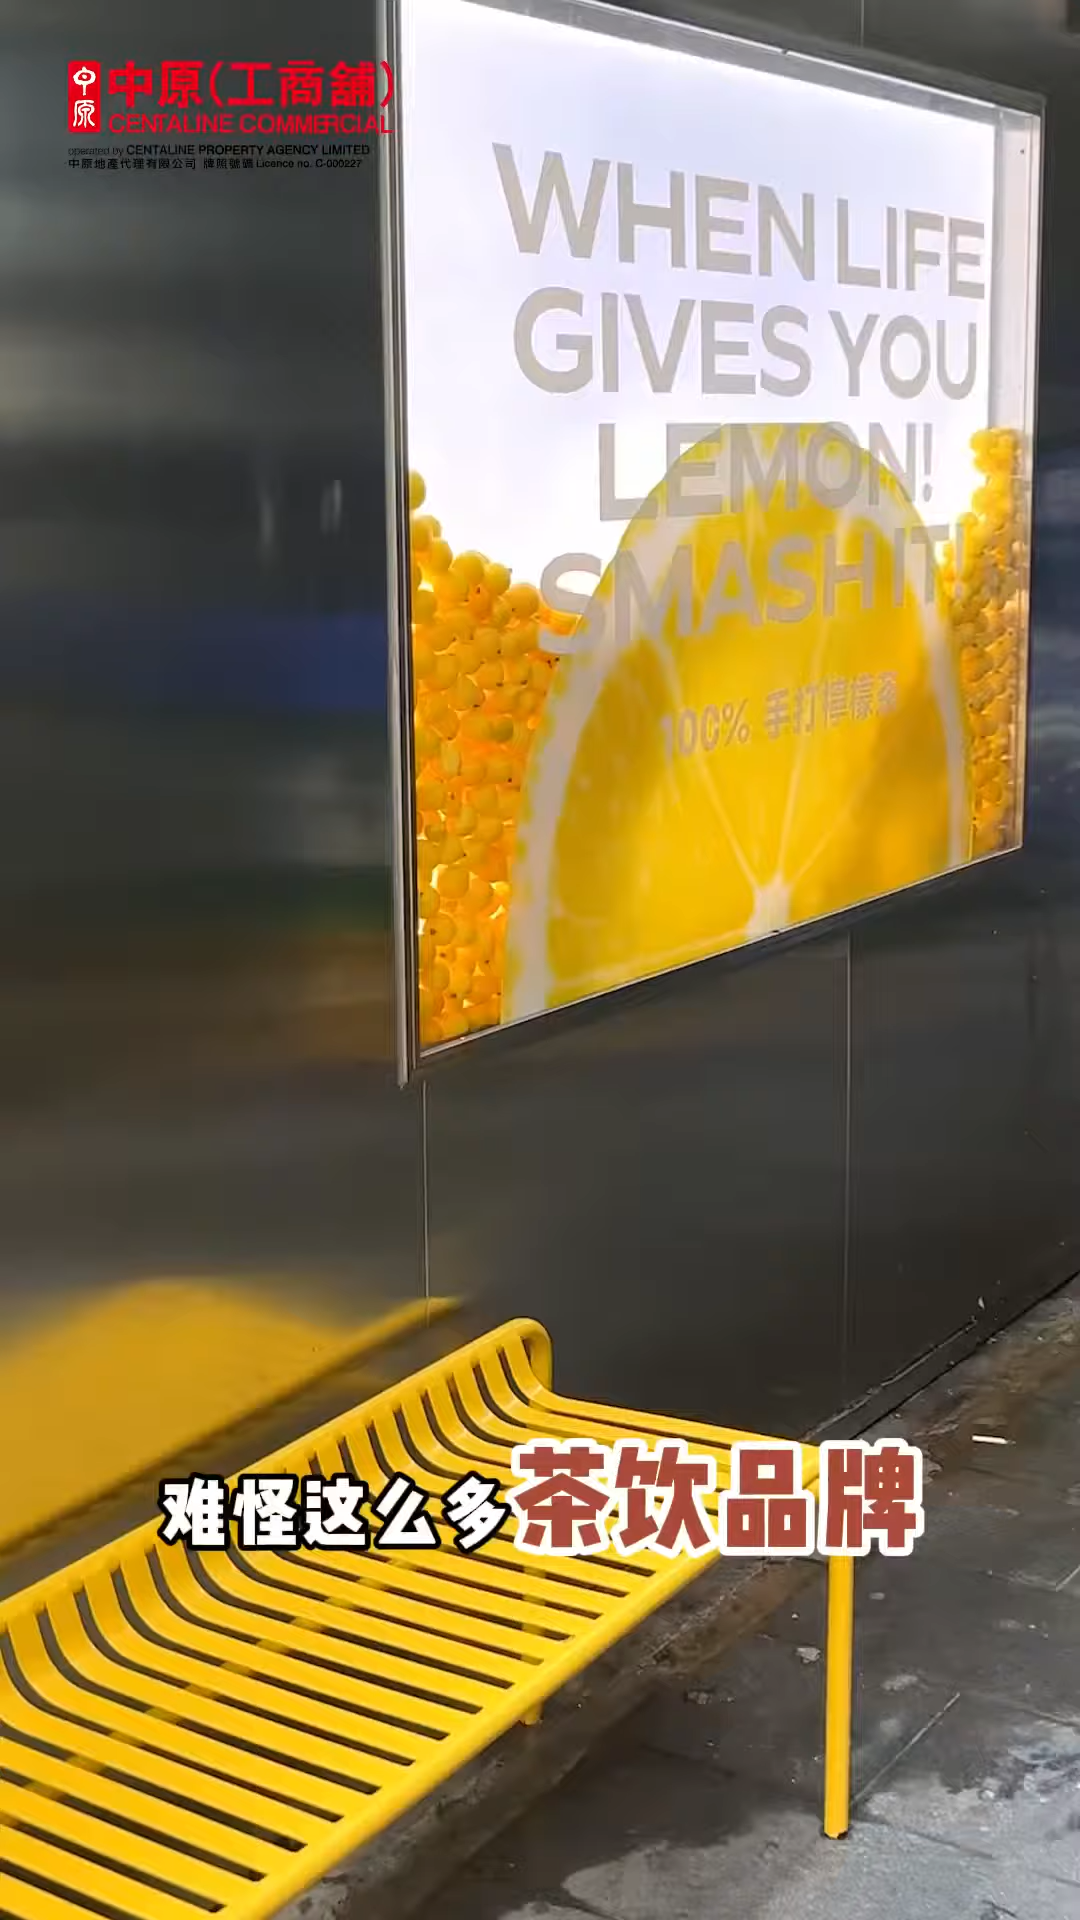 中原
中原(工商舖)
CENTALINE COMMERCIAL
operated by CENTALINE PROPERTY AGENCY LIMITED
中原地產代理有限公司 牌照號碼 Licence no. C-000227
WHEN LIFE
GIVES YOU
LEMON!
SMASH IT!
100% 手打檸檬茶
难怪这么多茶饮品牌